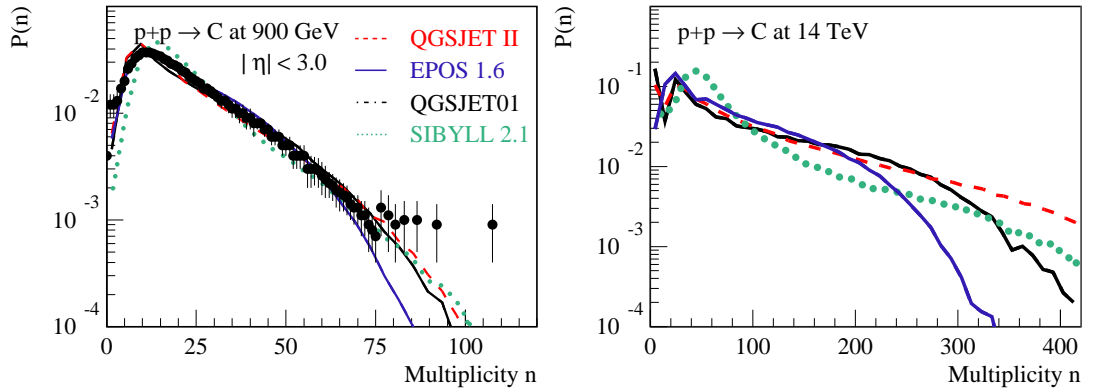 P(n)
p+p → C at 900 GeV
| η| < 3.0
QGSJET II
EPOS 1.6
QGSJET01
SIBYLL 2.1
10 -2
10 -3
10 -4
0 25 50 75 100
Multiplicity n
P(n)
p+p → C at 14 TeV
10 -1
10 -2
10 -3
10 -4
0 100 200 300 400
Multiplicity n